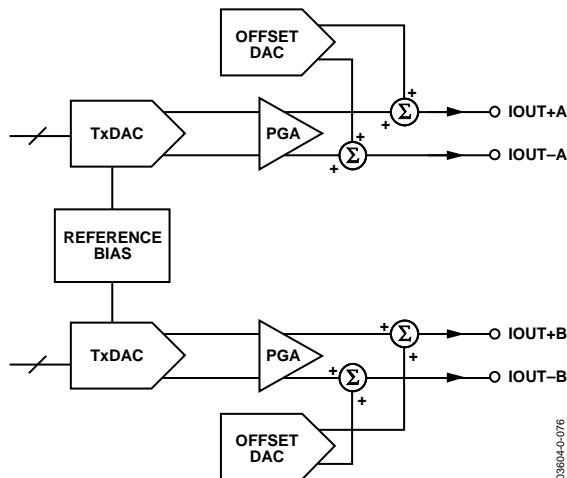 OFFSET
DAC
+
+
Σ
IOUT+A
TxDAC
PGA
+
+
Σ
IOUT–A
REFERENCE
BIAS
TxDAC
PGA
+
Σ
+
IOUT+B
+
Σ
+
IOUT–B
OFFSET
DAC
03604-0-076